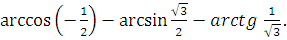 arccos(−1/2) − arcsin √3/2 − arctg 1/√3.